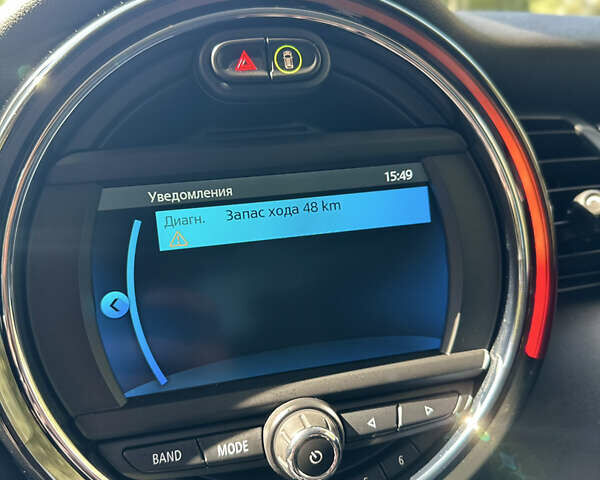 15:49
Уведомления
Диагн. Запас хода 48 km
BAND
MODE
6